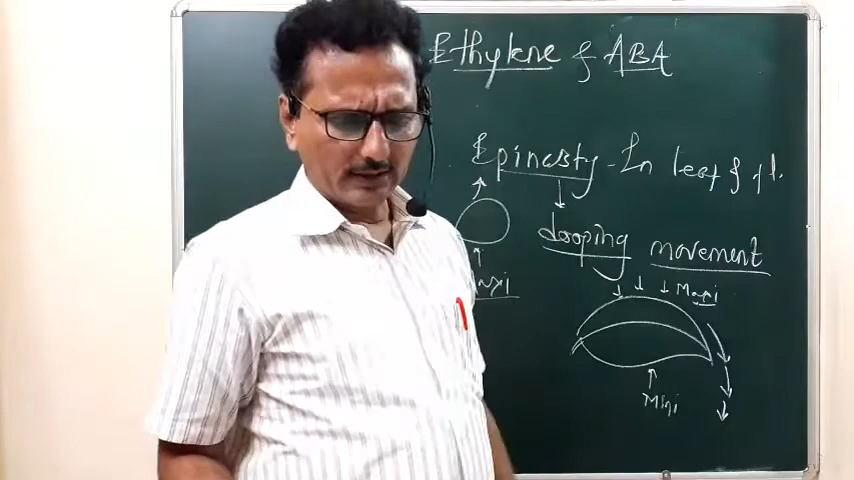 Ethylene & ABA
Epinasty - In leaf & fl.
dooping movement
Maxi
Mini